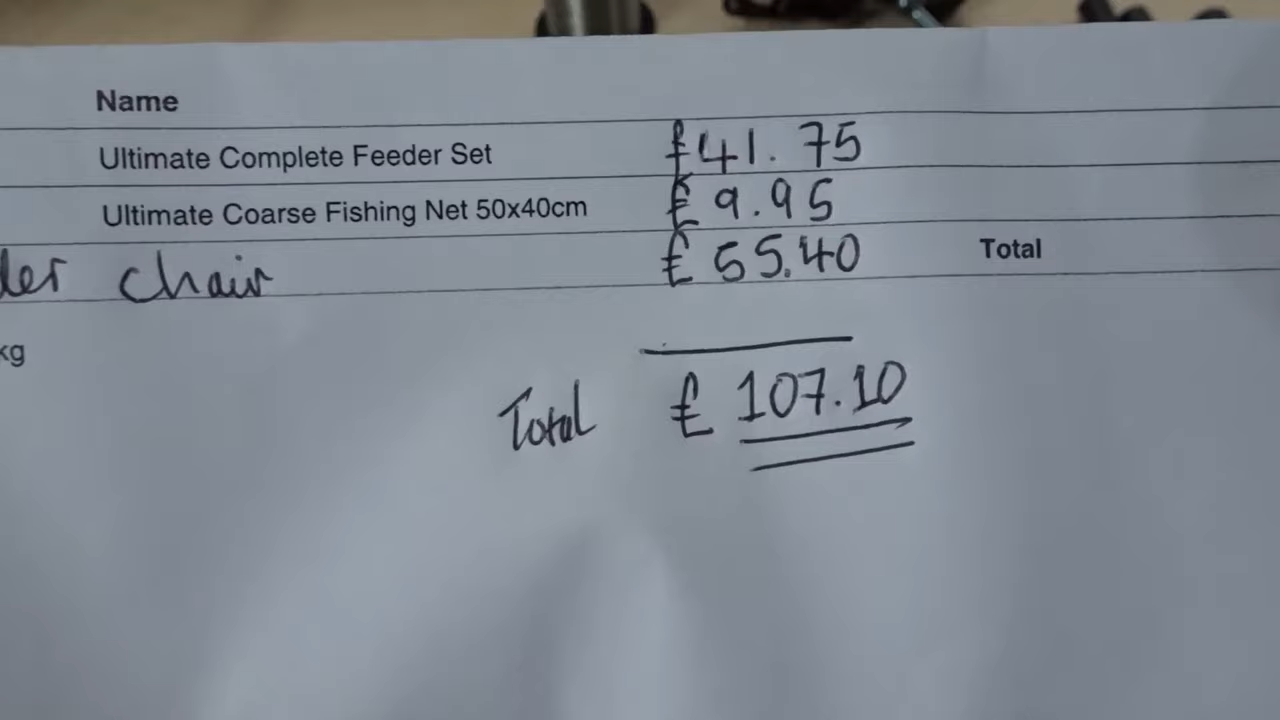 Name
Ultimate Complete Feeder Set £41.75
Ultimate Coarse Fishing Net 50x40cm £9.95
chair £55.40 Total
kg
Total £107.10